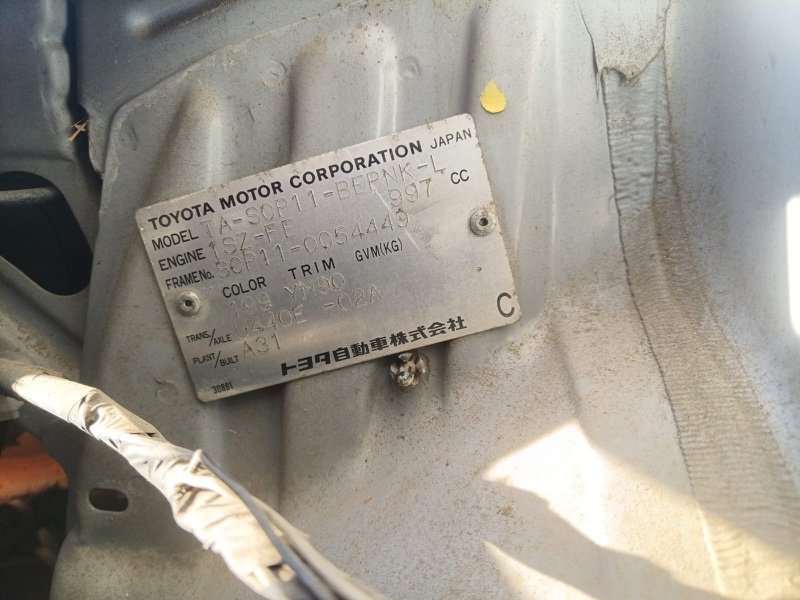 TOYOTA MOTOR CORPORATION JAPAN
MODEL TA-SCP11-BEPNK-L
ENGINE 1SZ-FE 997 CC
FRAME No. SCP11-0054449
COLOR TRIM GVM(KG)
199 YM90
TRANS/AXLE U440E -02A
PLANT/BUILT A31
トヨタ自動車株式会社
C
30881